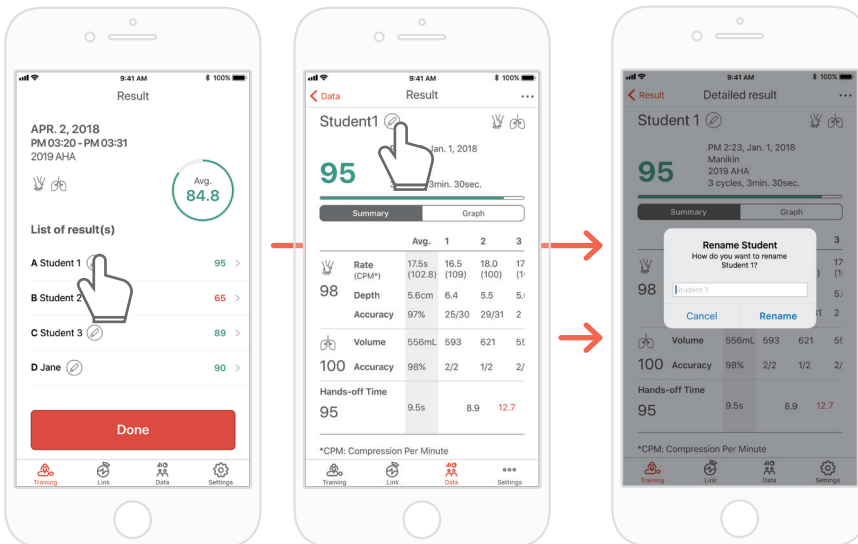 9:41 AM
100%
Result
APR. 2, 2018
PM 03:20 - PM 03:31
2019 AHA
Avg.
84.8
List of result(s)
A Student 1 95
B Student 2 65
C Student 3 89
D Jane 90
Done
Training Link Data Settings
9:41 AM
100%
Data Result
Student1
Jan. 1, 2018
95
3min. 30sec.
Summary Graph
Avg. 1 2 3
Rate 17.5s 16.5 18.0 17
(CPM*) (102.8) (109) (100)
98 Depth 5.6cm 6.4 5.5
Accuracy 97% 25/30 29/31 2
Volume 556mL 593 621
100 Accuracy 98% 2/2 1/2 2/
Hands-off Time
95 9.5s 8.9 12.7
*CPM: Compression Per Minute
Training Link Data Settings
9:41 AM
100%
Result Detailed result
Student 1
PM 2:23, Jan. 1, 2018
Manikin
95 2019 AHA
3 cycles, 3min. 30sec.
Summary Graph
3
Rename Student
How do you want to rename
Student 1?
Student 1
Cancel Rename
17
98
2
Volume 556mL 593 621
100 Accuracy 98% 2/2 1/2 2/
Hands-off Time
95 9.5s 8.9 12.7
*CPM: Compression Per Minute
Training Link Data Settings